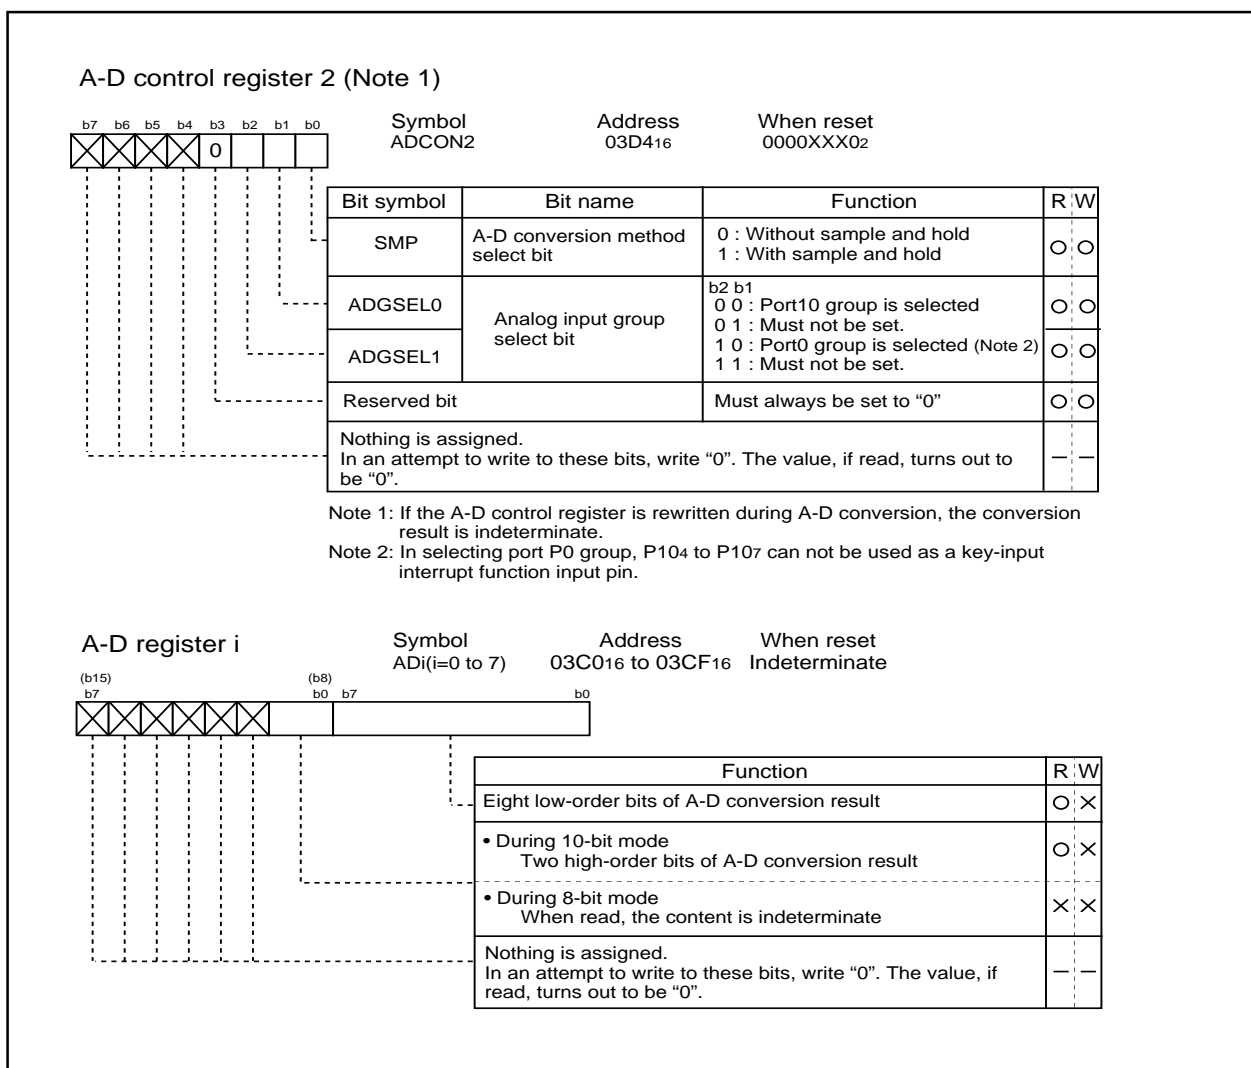 A-D control register 2 (Note 1)
b7 b6 b5 b4 b3 b2 b1 b0
0
Symbol Address When reset
ADCON2 03D416 0000XXX02
Bit symbol Bit name Function R W
SMP A-D conversion method select bit 0 : Without sample and hold
1 : With sample and hold
ADGSEL0 Analog input group select bit b2 b1
0 0 : Port10 group is selected
0 1 : Must not be set.
ADGSEL1 1 0 : Port0 group is selected (Note 2)
1 1 : Must not be set.
Reserved bit Must always be set to “0”
Nothing is assigned.
In an attempt to write to these bits, write “0”. The value, if read, turns out to
be “0”.
Note 1: If the A-D control register is rewritten during A-D conversion, the conversion
result is indeterminate.
Note 2: In selecting port P0 group, P104 to P107 can not be used as a key-input
interrupt function input pin.
A-D register i
Symbol Address When reset
ADi(i=0 to 7) 03C016 to 03CF16 Indeterminate
(b15) (b8)
b7 b0 b7 b0
Function R W
Eight low-order bits of A-D conversion result
• During 10-bit mode
Two high-order bits of A-D conversion result
• During 8-bit mode
When read, the content is indeterminate
Nothing is assigned.
In an attempt to write to these bits, write “0”. The value, if
read, turns out to be “0”.